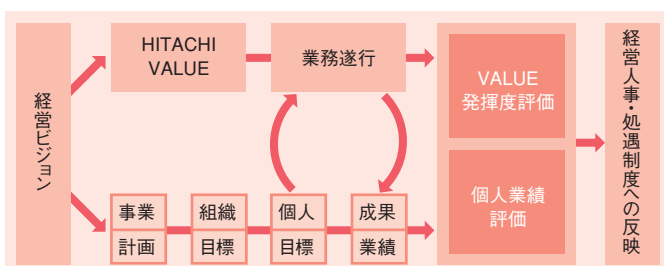 経営ビジョン
HITACHI
VALUE
業務遂行
事業
計画
組織
目標
個人
目標
成果
業績
VALUE
発揮度評価
個人業績
評価
経営人事・処遇制度への反映